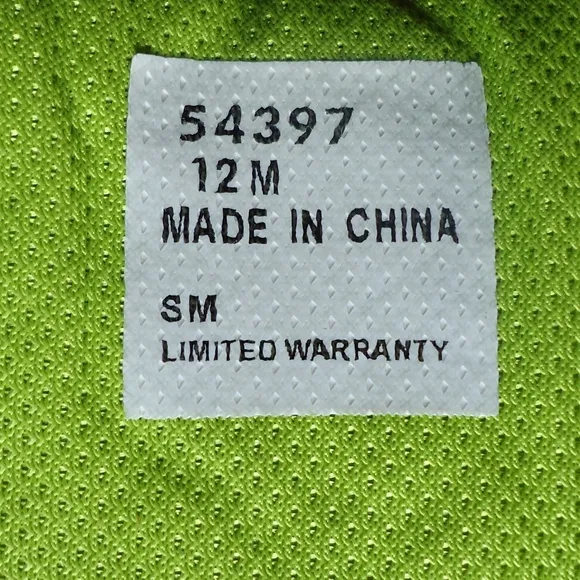 54397
12M
MADE IN CHINA
SM
LIMITED WARRANTY